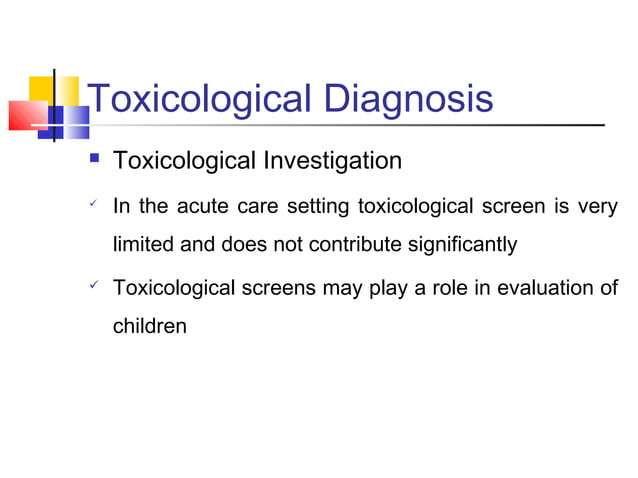 Toxicological Diagnosis
Toxicological Investigation
In the acute care setting toxicological screen is very
limited and does not contribute significantly
Toxicological screens may play a role in evaluation of
children